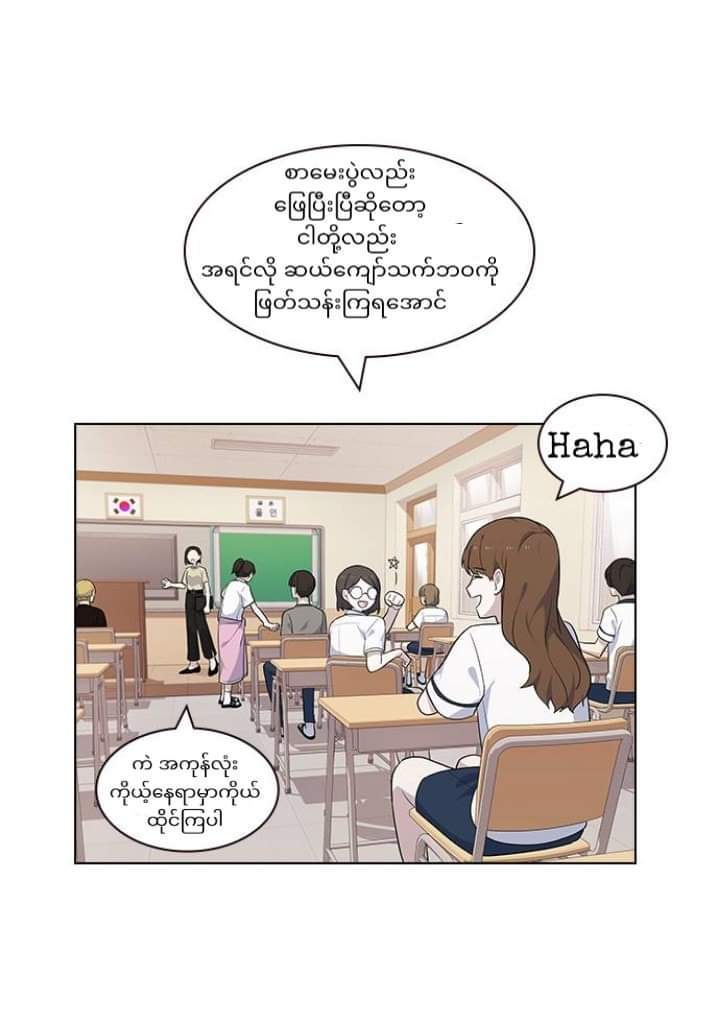 စာမေးပွဲလည်း
ဖြေပြီးပြီဆိုတော့
ငါတို့လည်း
အရင်လို ဆယ်ကျော်သက်ဘဝကို
ဖြတ်သန်းကြရအောင်
Haha
ကဲ အကုန်လုံး
ကိုယ့်နေရာမှာကိုယ်
ထိုင်ကြပါ